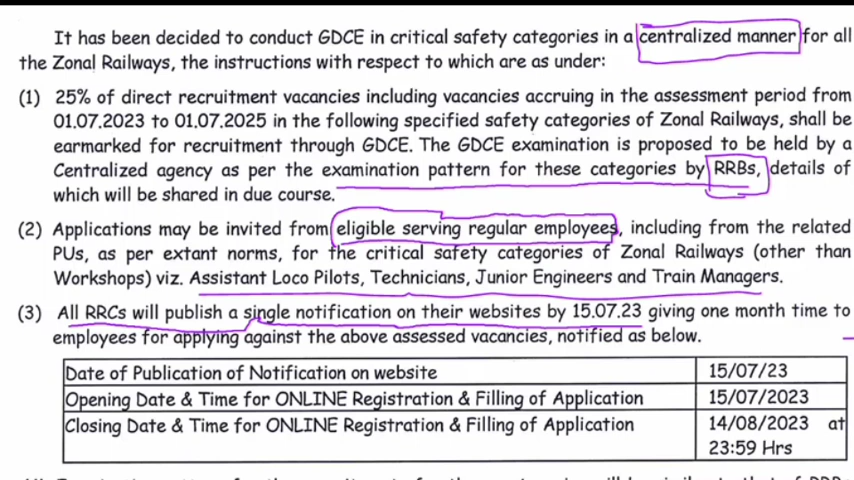 It has been decided to conduct GDCE in critical safety categories in a centralized manner for all
the Zonal Railways, the instructions with respect to which are as under:
(1) 25% of direct recruitment vacancies including vacancies accruing in the assessment period from
01.07.2023 to 01.07.2025 in the following specified safety categories of Zonal Railways, shall be
earmarked for recruitment through GDCE. The GDCE examination is proposed to be held by a
Centralized agency as per the examination pattern for these categories by RRBs, details of
which will be shared in due course.
(2) Applications may be invited from eligible serving regular employees, including from the related
PUs, as per extant norms, for the critical safety categories of Zonal Railways (other than
Workshops) viz. Assistant Loco Pilots, Technicians, Junior Engineers and Train Managers.
(3) All RRCs will publish a single notification on their websites by 15.07.23 giving one month time to
employees for applying against the above assessed vacancies, notified as below.
Date of Publication of Notification on website 15/07/23
Opening Date & Time for ONLINE Registration & Filling of Application 15/07/2023
Closing Date & Time for ONLINE Registration & Filling of Application 14/08/2023 at
23:59 Hrs